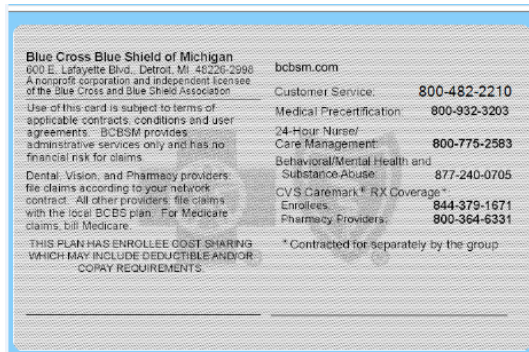 Blue Cross Blue Shield of Michigan
600 E. Lafayette Blvd., Detroit, MI 48226-2998
A nonprofit corporation and independent licensee
of the Blue Cross and Blue Shield Association
Use of this card is subject to terms of
applicable contracts, conditions and user
agreements. BCBSM provides
administrative services only and has no
financial risk for claims.
Dental, Vision, and Pharmacy providers:
file claims according to your network
contract. All other providers: file claims
with the local BCBS plan. For Medicare
claims, bill Medicare.
THIS PLAN HAS ENROLLEE COST SHARING
WHICH MAY INCLUDE DEDUCTIBLE AND/OR
COPAY REQUIREMENTS.
bcbsm.com
Customer Service: 800-482-2210
Medical Precertification: 800-932-3203
24-Hour Nurse/
Care Management: 800-775-2583
Behavioral/Mental Health and
Substance Abuse: 877-240-0705
CVS Caremark* RX Coverage*
Enrollees: 844-379-1671
Pharmacy Providers: 800-364-6331
* Contracted for separately by the group